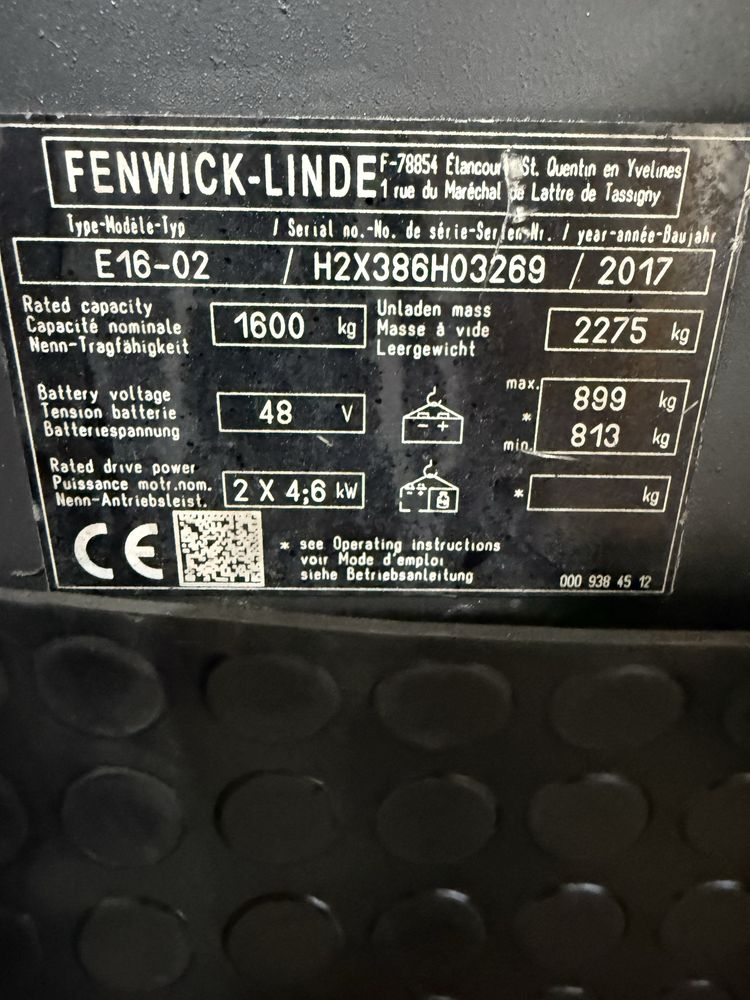 FENWICK-LINDE
F-78854 Élancourt St. Quentin en Yvelines
1 rue du Maréchal de Lattre de Tassigny
Type-Modèle-Typ / Serial no.-No. de série-Serien-Nr. / year-année-Baujahr
E16-02 / H2X386H03269 / 2017
Rated capacity
Capacité nominale
Nenn-Tragfähigkeit
1600 kg
Unladen mass
Masse à vide
Leergewicht
2275 kg
Battery voltage
Tension batterie
Batteriespannung
48 V
- +
max.
*
min.
899 kg
813 kg
Rated drive power
Puissance motr.nom.
Nenn-Antriebsleist.
2 X 4;6 kW
* kg
CE
* see Operating instructions
voir Mode d'emploi
siehe Betriebsanleitung
000 938 45 12